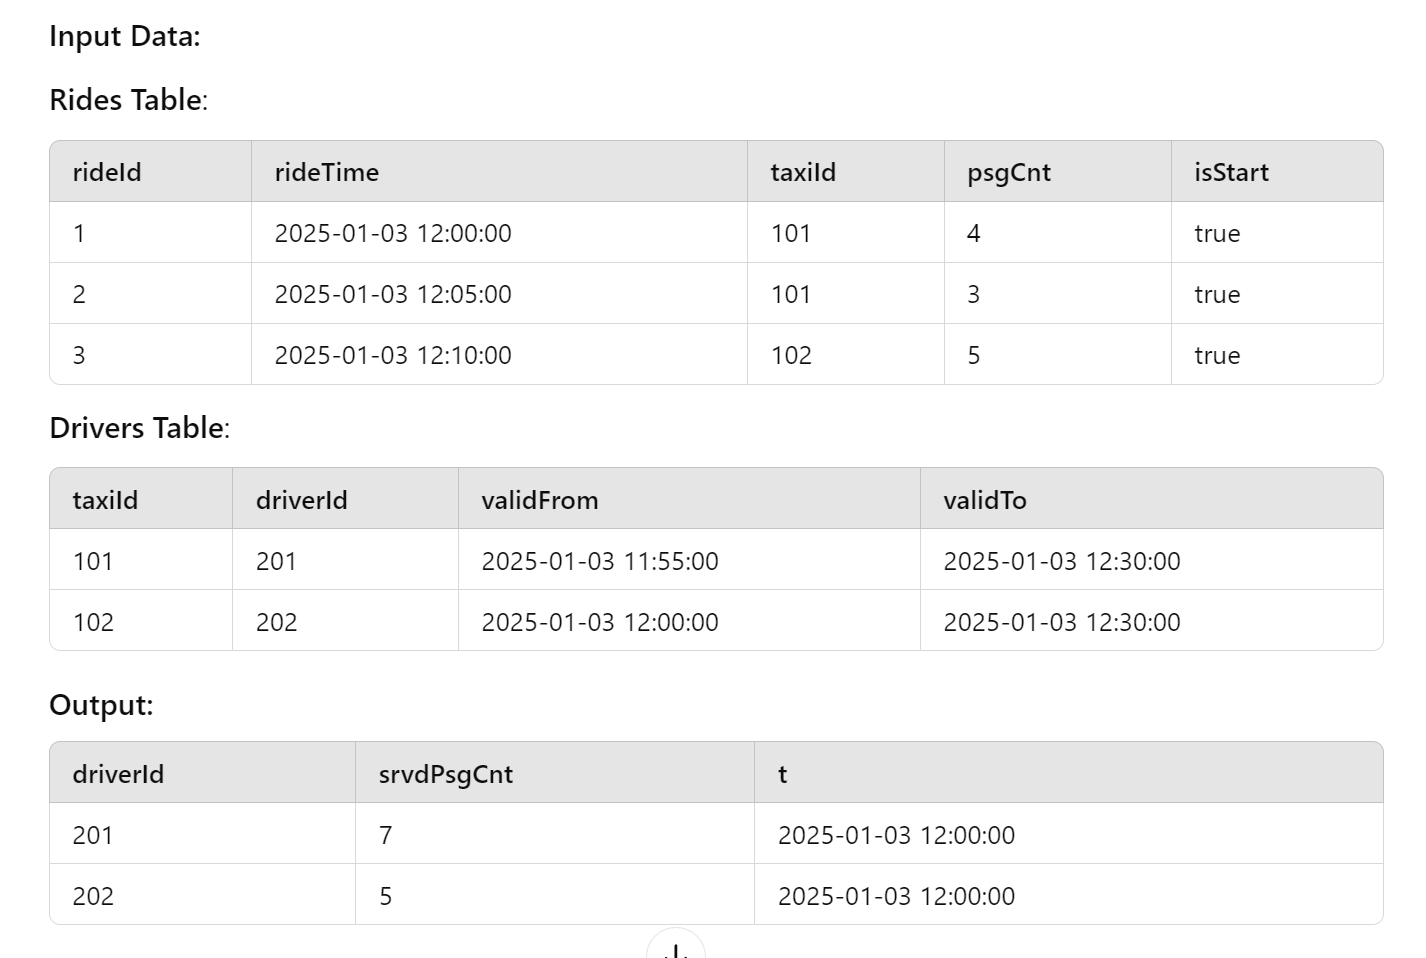 Input Data:
Rides Table:
rideId rideTime taxiId psgCnt isStart
1 2025-01-03 12:00:00 101 4 true
2 2025-01-03 12:05:00 101 3 true
3 2025-01-03 12:10:00 102 5 true
Drivers Table:
taxiId driverId validFrom validTo
101 201 2025-01-03 11:55:00 2025-01-03 12:30:00
102 202 2025-01-03 12:00:00 2025-01-03 12:30:00
Output:
driverId srvdPsgCnt t
201 7 2025-01-03 12:00:00
202 5 2025-01-03 12:00:00